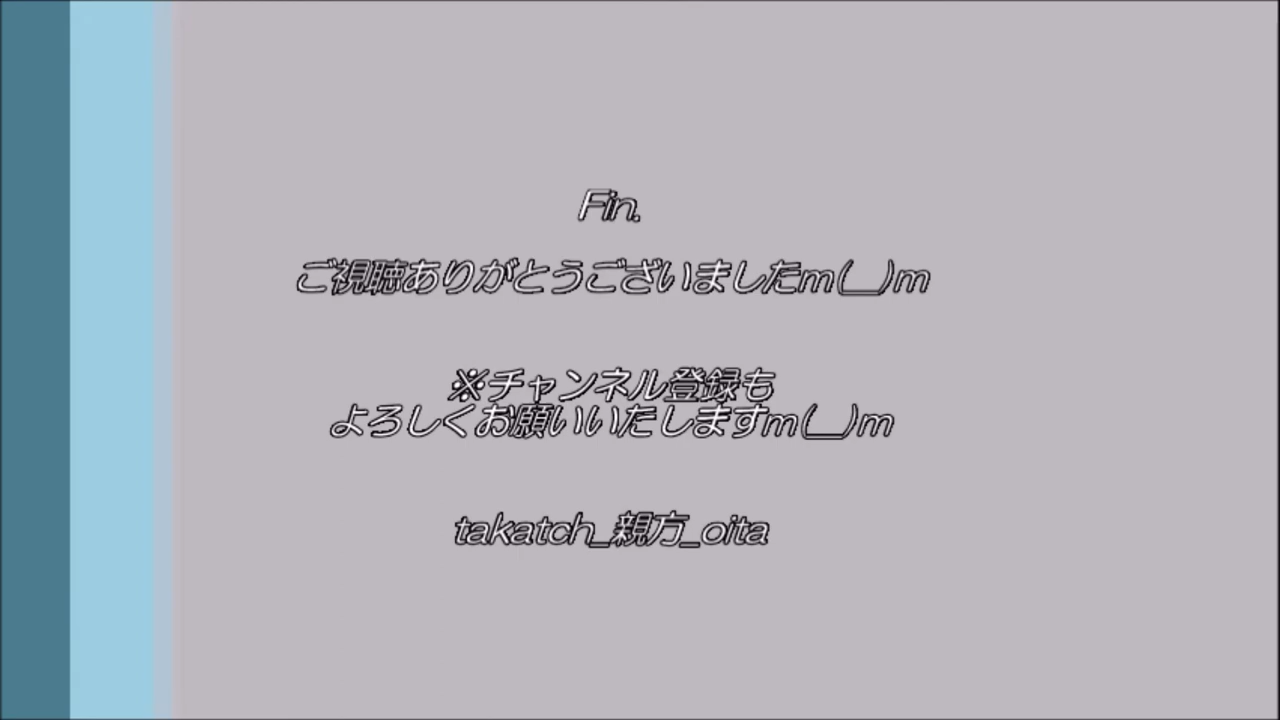 Fin.
ご視聴ありがとうございましたm(__)m
※チャンネル登録も
よろしくお願いいたしますm(__)m
takatch_親方_oita